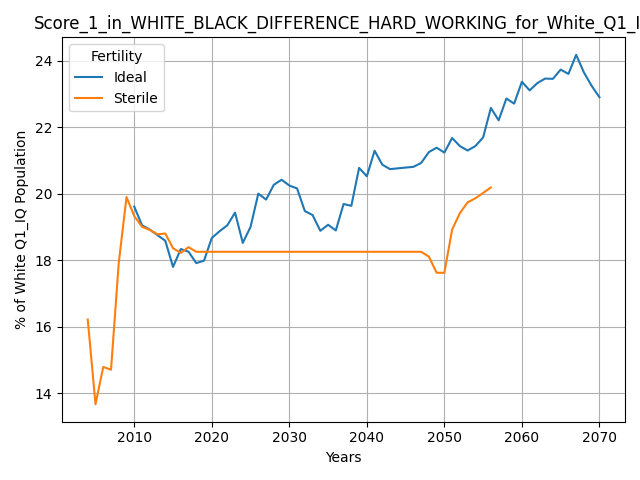 Score_1_in_WHITE_BLACK_DIFFERENCE_HARD_WORKING_for_White_Q1_I
Fertility
Ideal
Sterile
% of White Q1_IQ Population
24
22
20
18
16
14
2010 2020 2030 2040 2050 2060 2070
Years